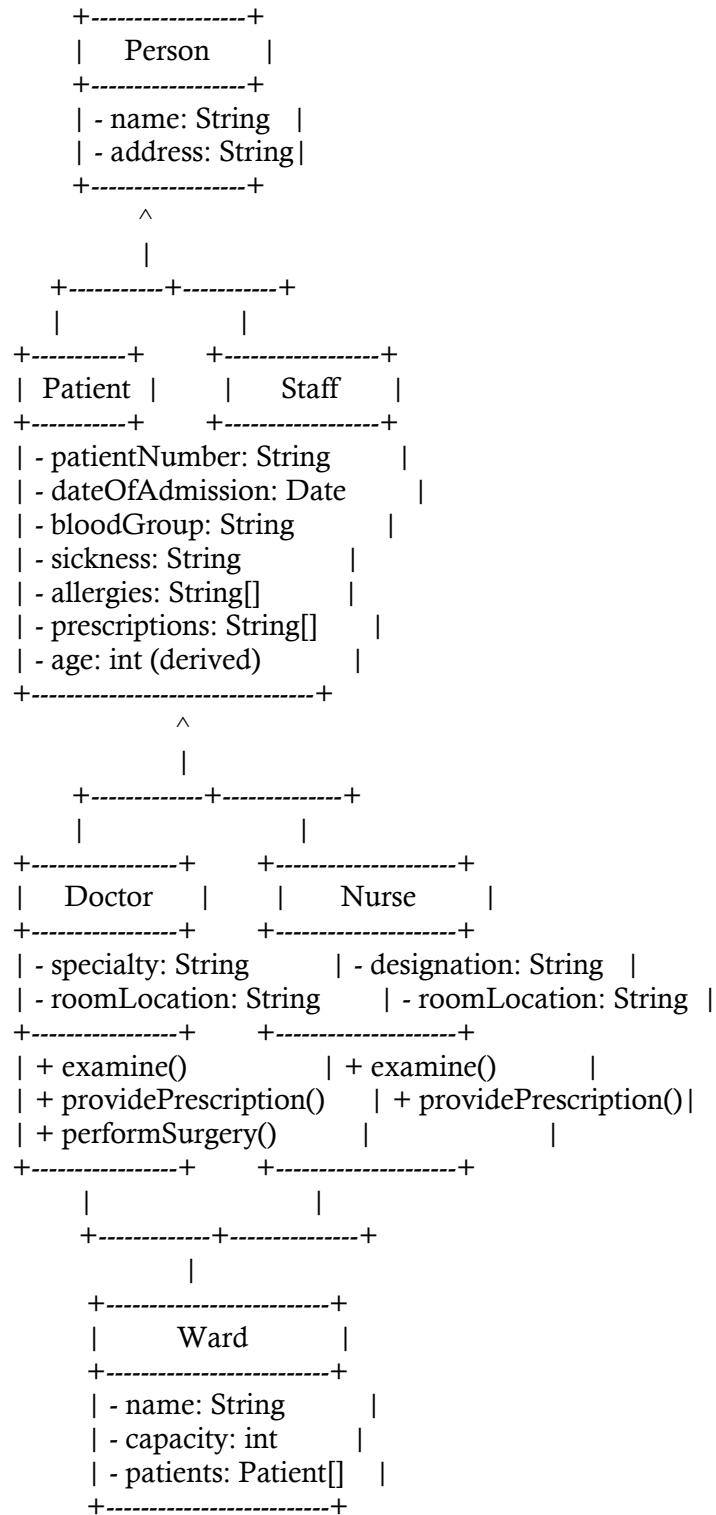 +------------------+
| Person |
+------------------+
| - name: String |
| - address: String|
+------------------+
^
|
+-----------+-----------+
| |
+-----------+ +------------------+
| Patient | | Staff |
+-----------+ +------------------+
| - patientNumber: String |
| - dateOfAdmission: Date |
| - bloodGroup: String |
| - sickness: String |
| - allergies: String[] |
| - prescriptions: String[] |
| - age: int (derived) |
+---------------------------------+
^
|
+-------------+--------------+
| |
+-----------------+ +---------------------+
| Doctor | | Nurse |
+-----------------+ +---------------------+
| - specialty: String | - designation: String |
| - roomLocation: String | - roomLocation: String |
+-----------------+ +---------------------+
| + examine() | + examine() |
| + providePrescription() | + providePrescription()|
| + performSurgery() | |
+-----------------+ +---------------------+
| |
+-------------+---------------+
|
+--------------------------+
| Ward |
+--------------------------+
| - name: String |
| - capacity: int |
| - patients: Patient[] |
+--------------------------+